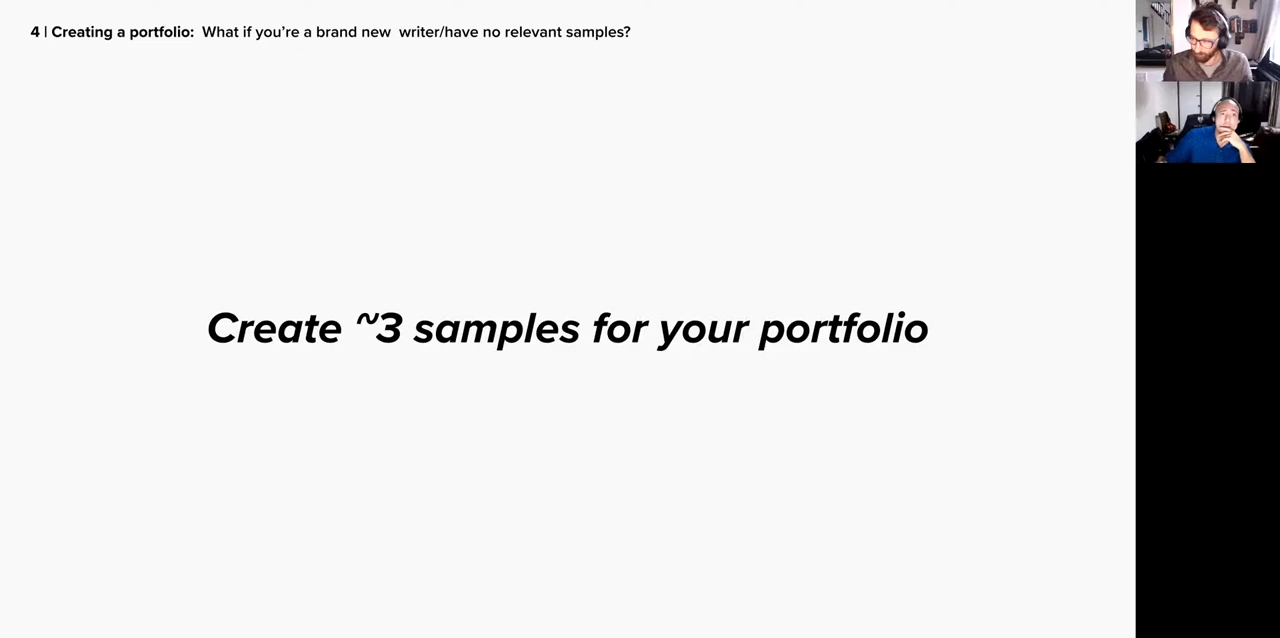 4 | Creating a portfolio: What if you’re a brand new writer/have no relevant samples?
Create ~3 samples for your portfolio